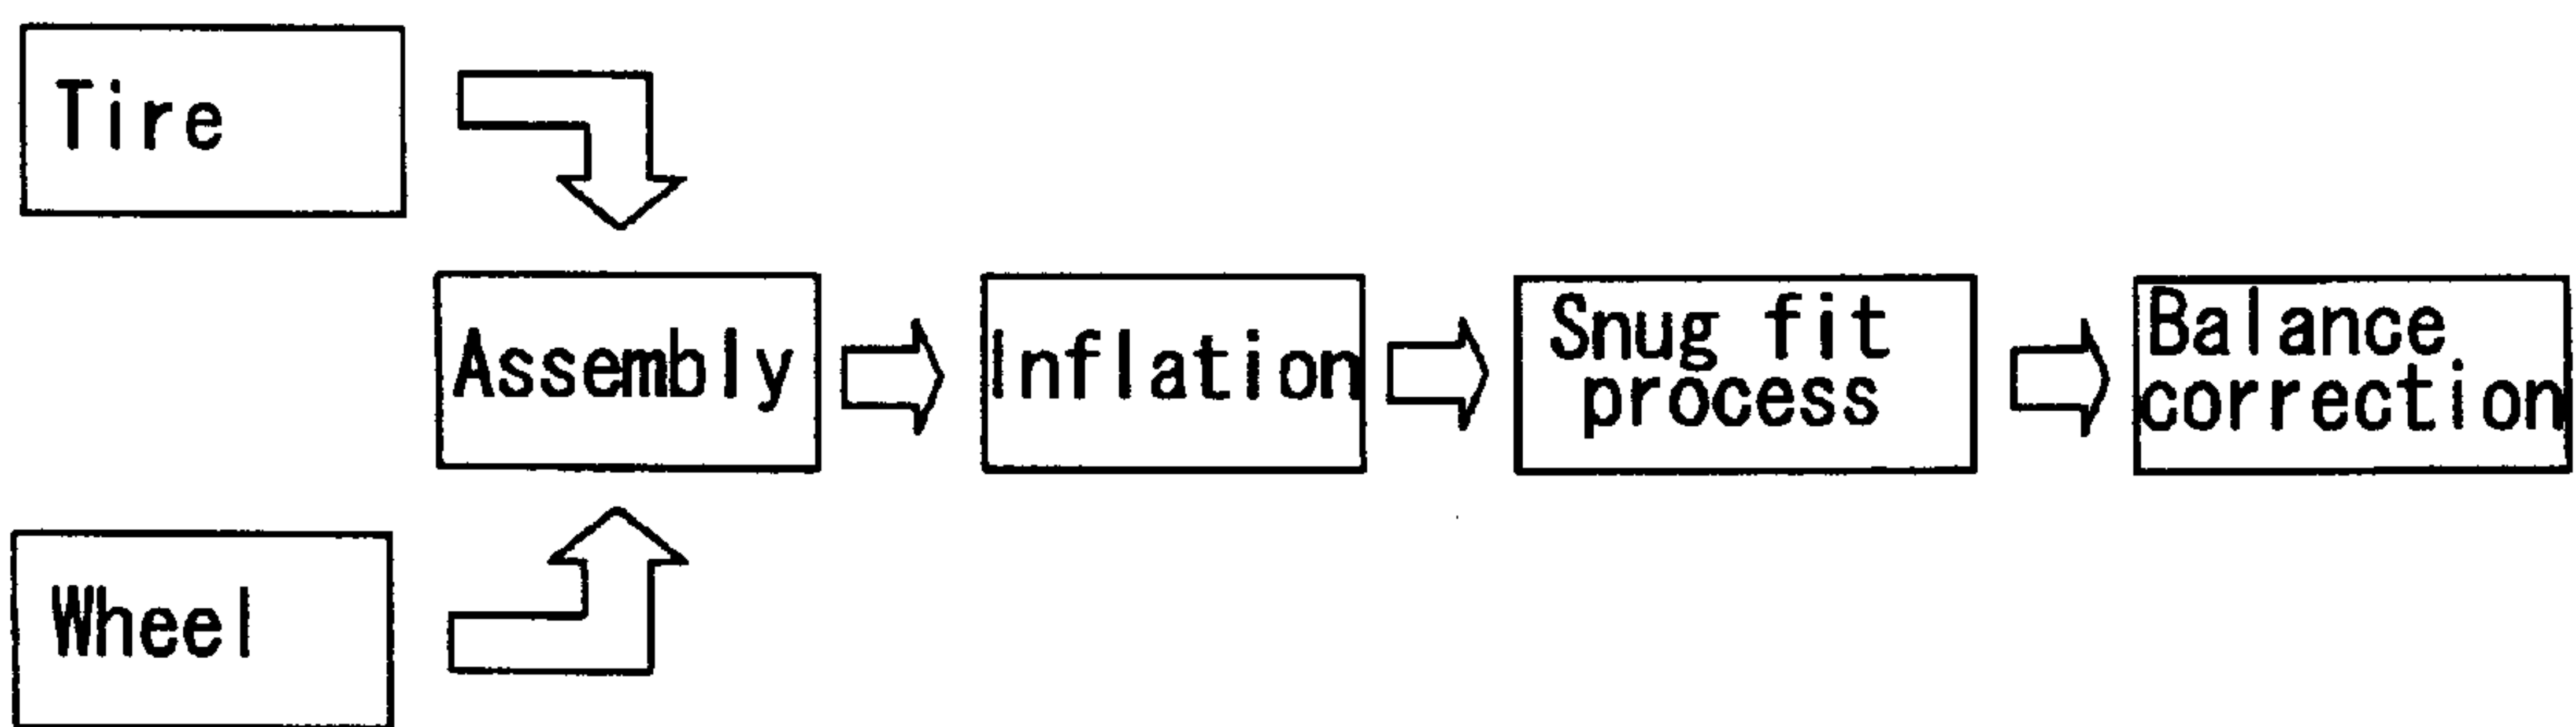 Tire
Assembly
Inflation
Snug fit
process
Balance
correction
Wheel